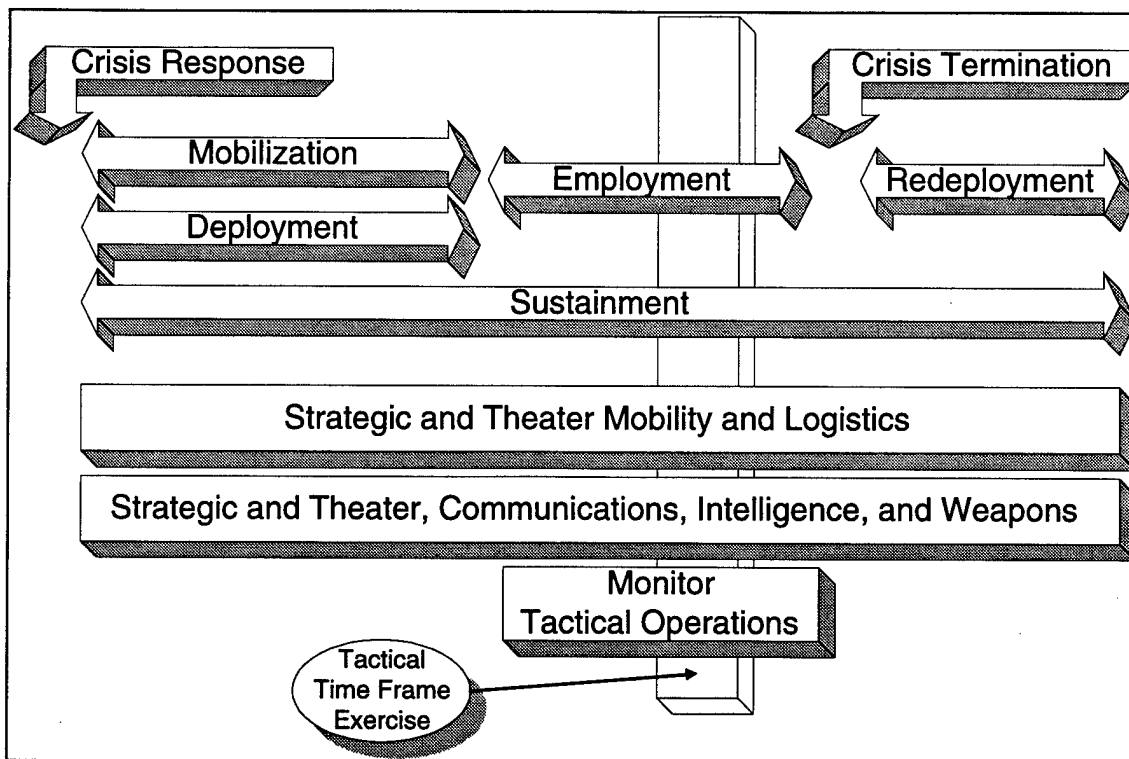 Crisis Response
Crisis Termination
Mobilization
Employment
Redeployment
Deployment
Sustainment
Strategic and Theater Mobility and Logistics
Strategic and Theater, Communications, Intelligence, and Weapons
Monitor
Tactical Operations
Tactical
Time Frame
Exercise